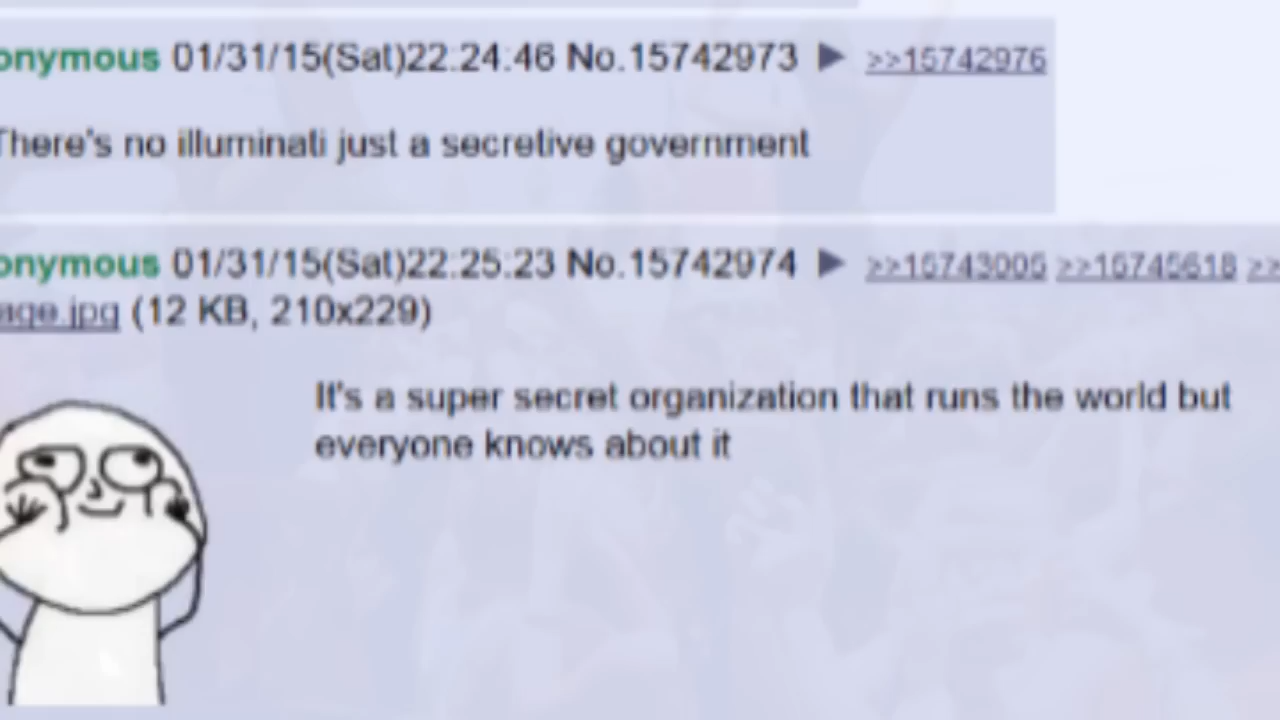 onymous 01/31/15(Sat)22:24:46 No.15742973 ▶ >>15742976
There's no illuminati just a secretive government
onymous 01/31/15(Sat)22:25:23 No.15742974 ▶ >>15743005 >>15745618 >>
age.jpg (12 KB, 210x229)
It's a super secret organization that runs the world but
everyone knows about it